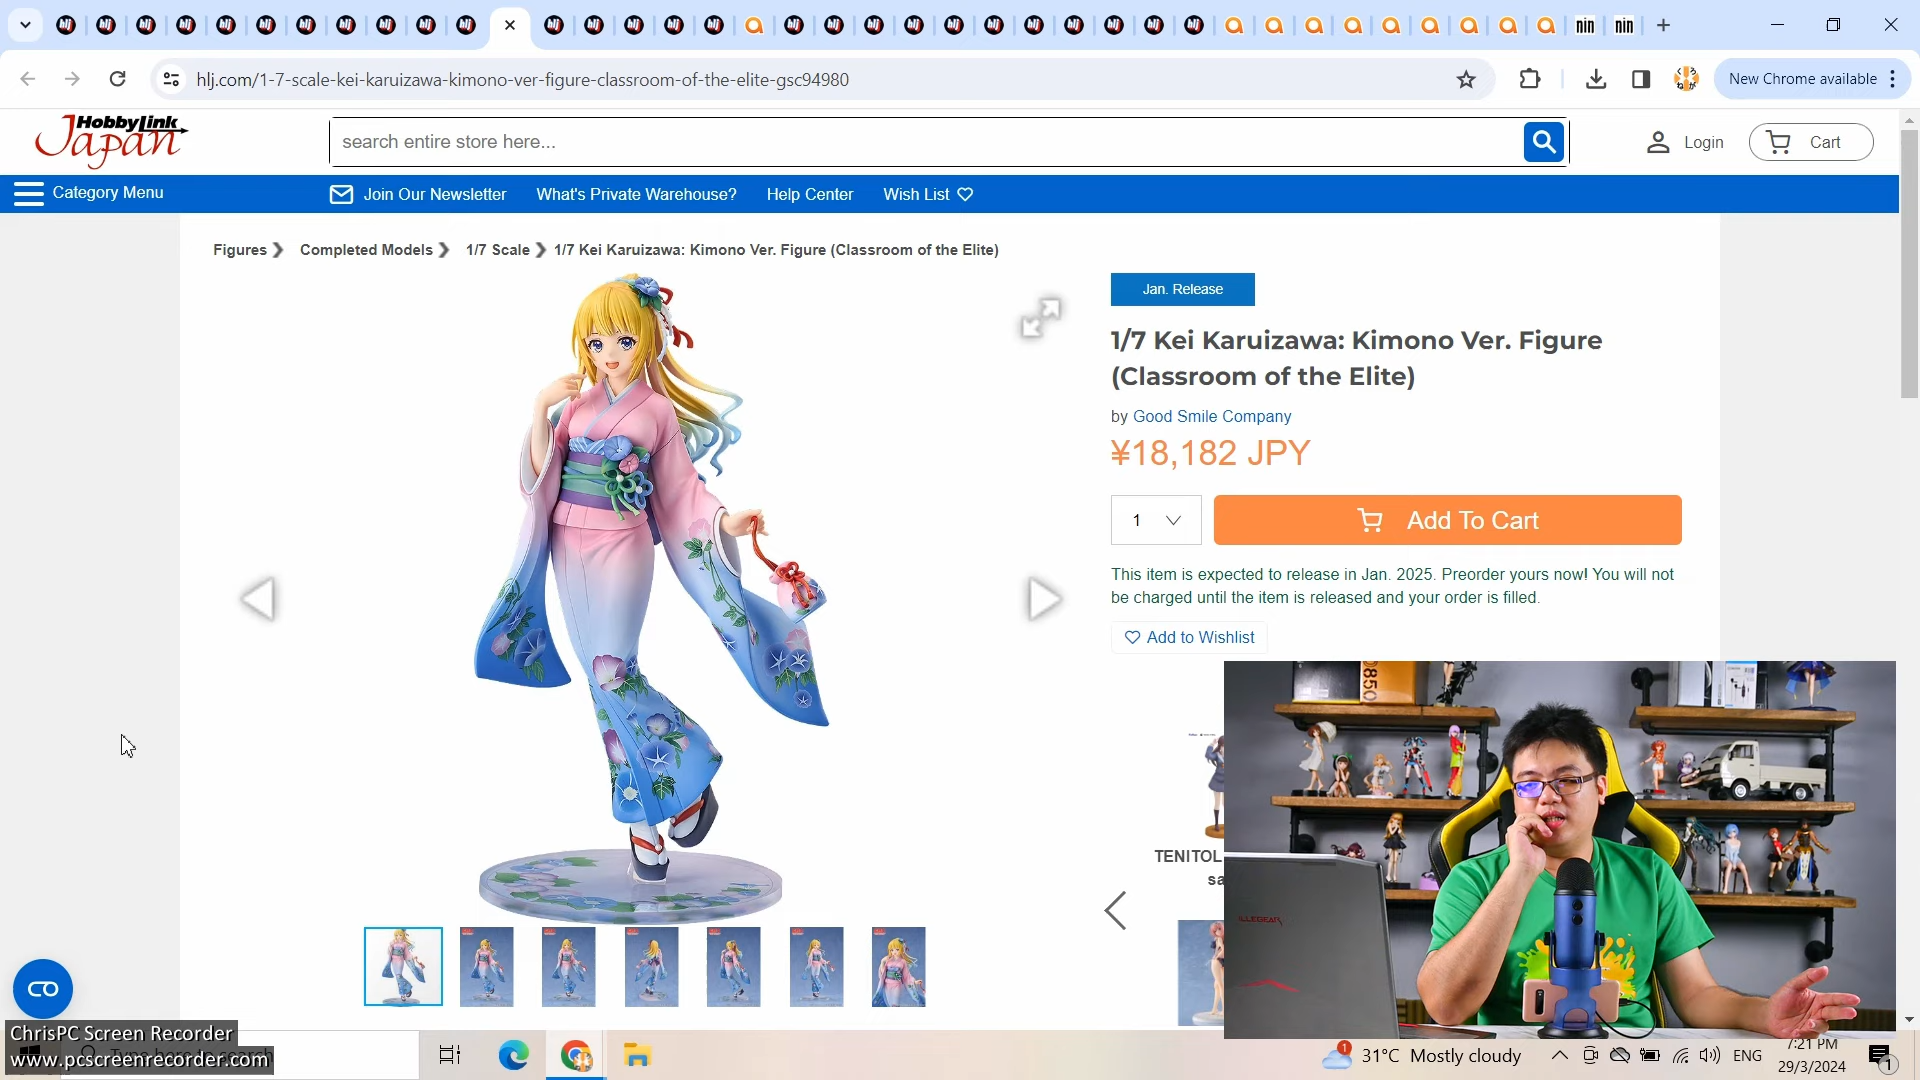 hlj.com/1-7-scale-kei-karuizawa-kimono-ver-figure-classroom-of-the-elite-gsc94980
New Chrome available
HobbyLink
Japan
search entire store here...
Login
Cart
Category Menu
Join Our Newsletter
What's Private Warehouse?
Help Center
Wish List
Figures
Completed Models
1/7 Scale
1/7 Kei Karuizawa: Kimono Ver. Figure (Classroom of the Elite)
Jan. Release
1/7 Kei Karuizawa: Kimono Ver. Figure
(Classroom of the Elite)
by Good Smile Company
¥18,182 JPY
1
Add To Cart
This item is expected to release in Jan. 2025. Preorder yours now! You will not
be charged until the item is released and your order is filled.
Add to Wishlist
TENITOL
sa
ILLEGEAR
ChrisPC Screen Recorder
www.pcscreenrecorder.com
1
31°C Mostly cloudy
ENG
7:21 PM
29/3/2024
1